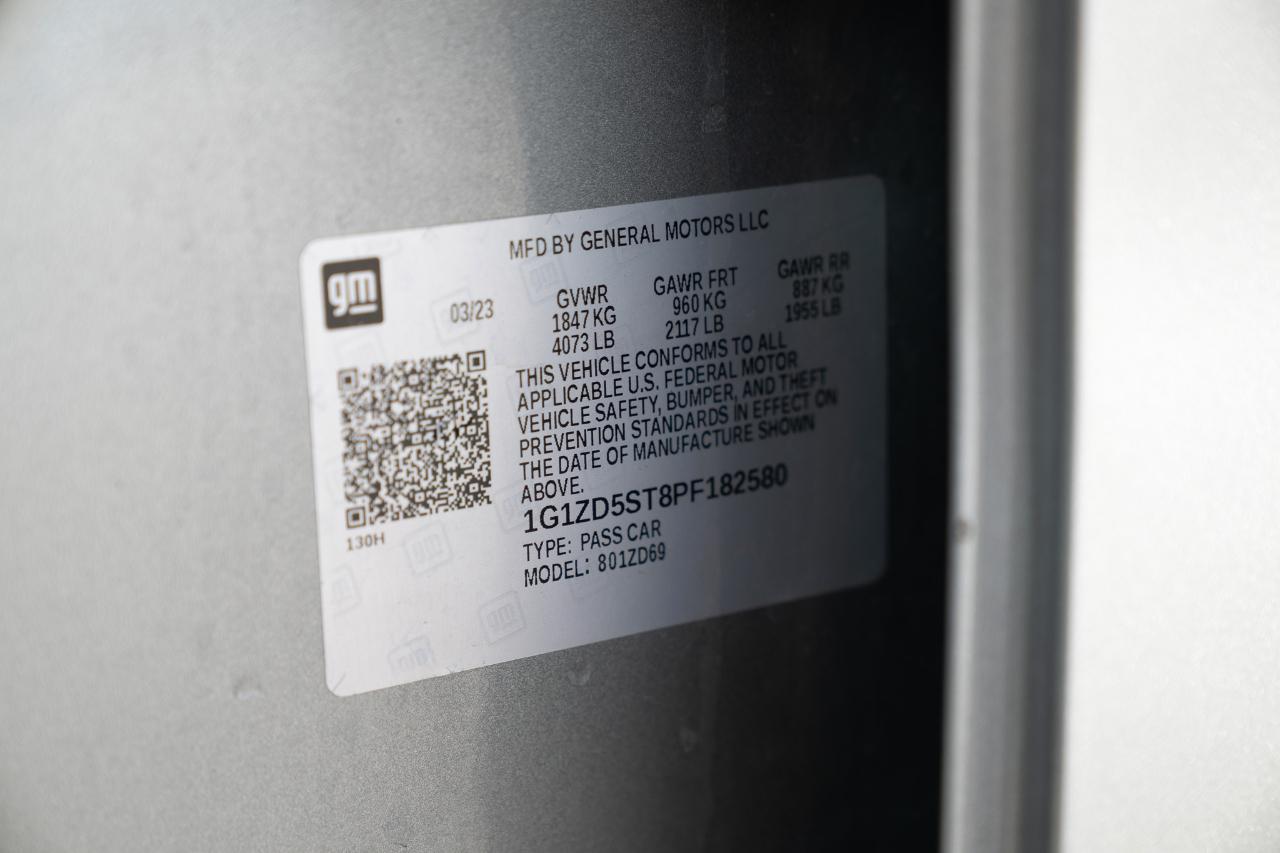 MFD BY GENERAL MOTORS LLC
gm
03/23
GVWR GAWR FRT GAWR RR
1847 KG 960 KG 887 KG
4073 LB 2117 LB 1955 LB
THIS VEHICLE CONFORMS TO ALL
APPLICABLE U.S. FEDERAL MOTOR
VEHICLE SAFETY, BUMPER, AND THEFT
PREVENTION STANDARDS IN EFFECT ON
THE DATE OF MANUFACTURE SHOWN
ABOVE.
1G1ZD5ST8PF182580
TYPE: PASS CAR
MODEL: 801ZD69
130H